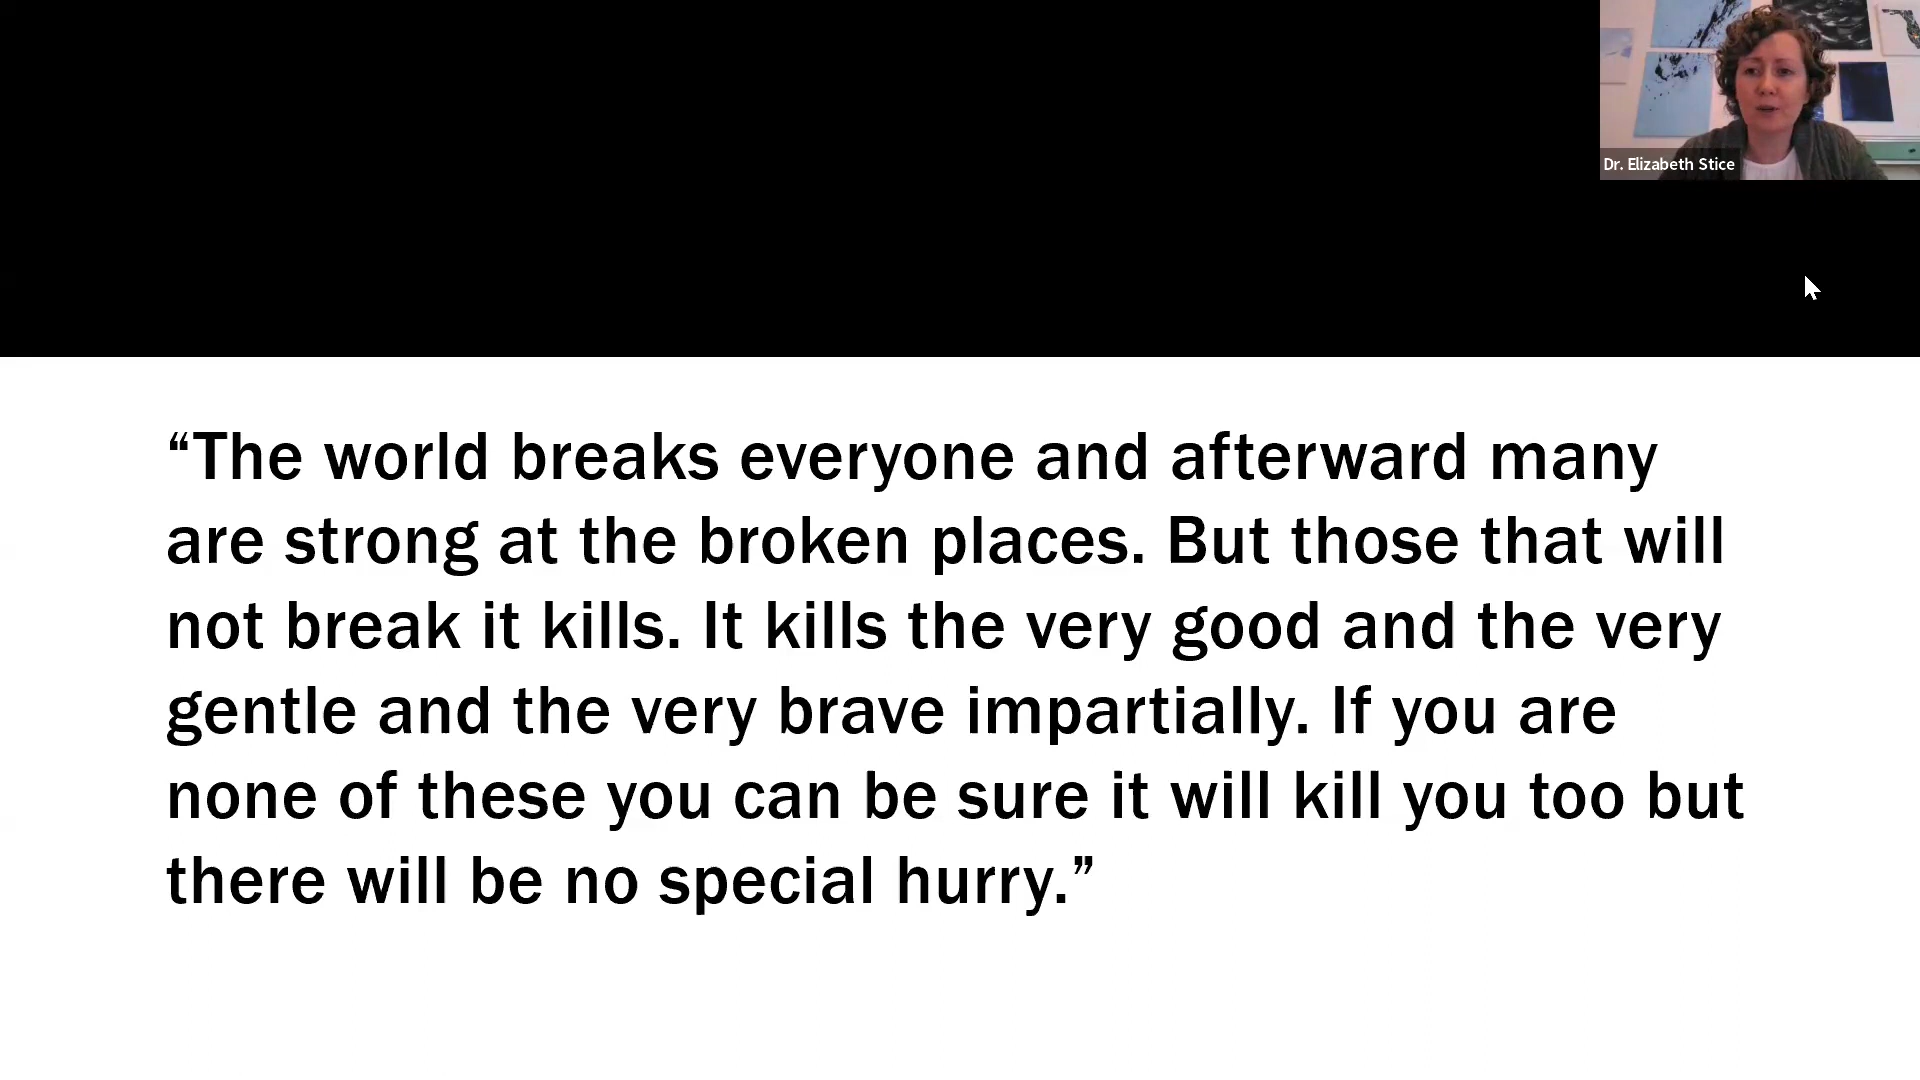 Dr. Elizabeth Stice
“The world breaks everyone and afterward many
are strong at the broken places. But those that will
not break it kills. It kills the very good and the very
gentle and the very brave impartially. If you are
none of these you can be sure it will kill you too but
there will be no special hurry.”